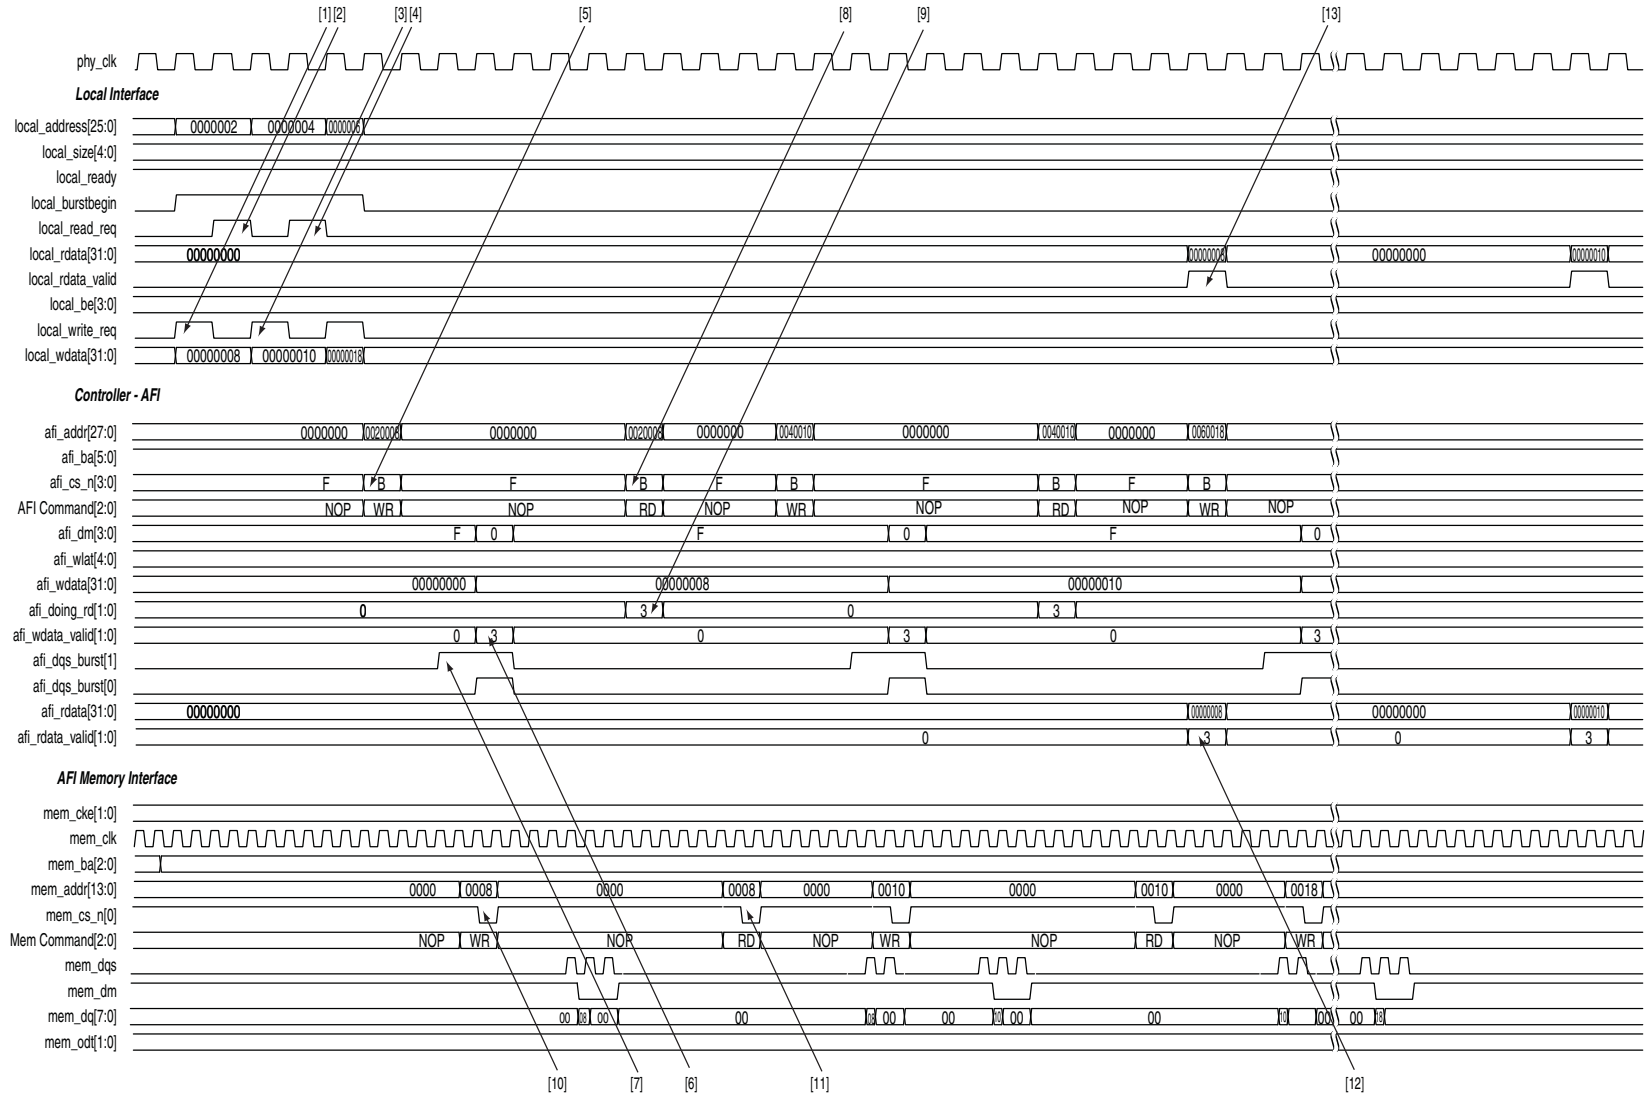 [1] [2] [3] [4] [5] [8] [9] [13]
phy_clk
Local Interface
local_address[25:0] 0000002 0000004 0000006
local_size[4:0]
local_ready
local_burstbegin
local_read_req
local_rdata[31:0] 00000000 00000008 00000000 00000010
local_rdata_valid
local_be[3:0]
local_write_req
local_wdata[31:0] 00000008 00000010 00000018
Controller - AFI
afi_addr[27:0] 0000000 0020008 0000000 0020008 0000000 0040010 0000000 0040010 0000000 0060018
afi_ba[5:0]
afi_cs_n[3:0] F B F B F B F B F B
AFI Command[2:0] NOP WR NOP RD NOP WR NOP RD NOP WR NOP
afi_dm[3:0] F 0 F 0 F 0
afi_wlat[4:0]
afi_wdata[31:0] 00000000 00000008 00000010
afi_doing_rd[1:0] 0 3 0 3
afi_wdata_valid[1:0] 0 3 0 3 0 3
afi_dqs_burst[1]
afi_dqs_burst[0]
afi_rdata[31:0] 00000000 00000008 00000000 00000010
afi_rdata_valid[1:0] 0 3 0 3
AFI Memory Interface
mem_cke[1:0]
mem_clk
mem_ba[2:0]
mem_addr[13:0] 0000 0008 0000 0008 0000 0010 0000 0010 0000 0018
mem_cs_n[0]
Mem Command[2:0] NOP WR NOP RD NOP WR NOP RD NOP WR
mem_dqs
mem_dm
mem_dq[7:0] 00 08 00 00 08 00 00 10 00 00 10 00 00 18
mem_odt[1:0]
[10] [7] [6] [11] [12]